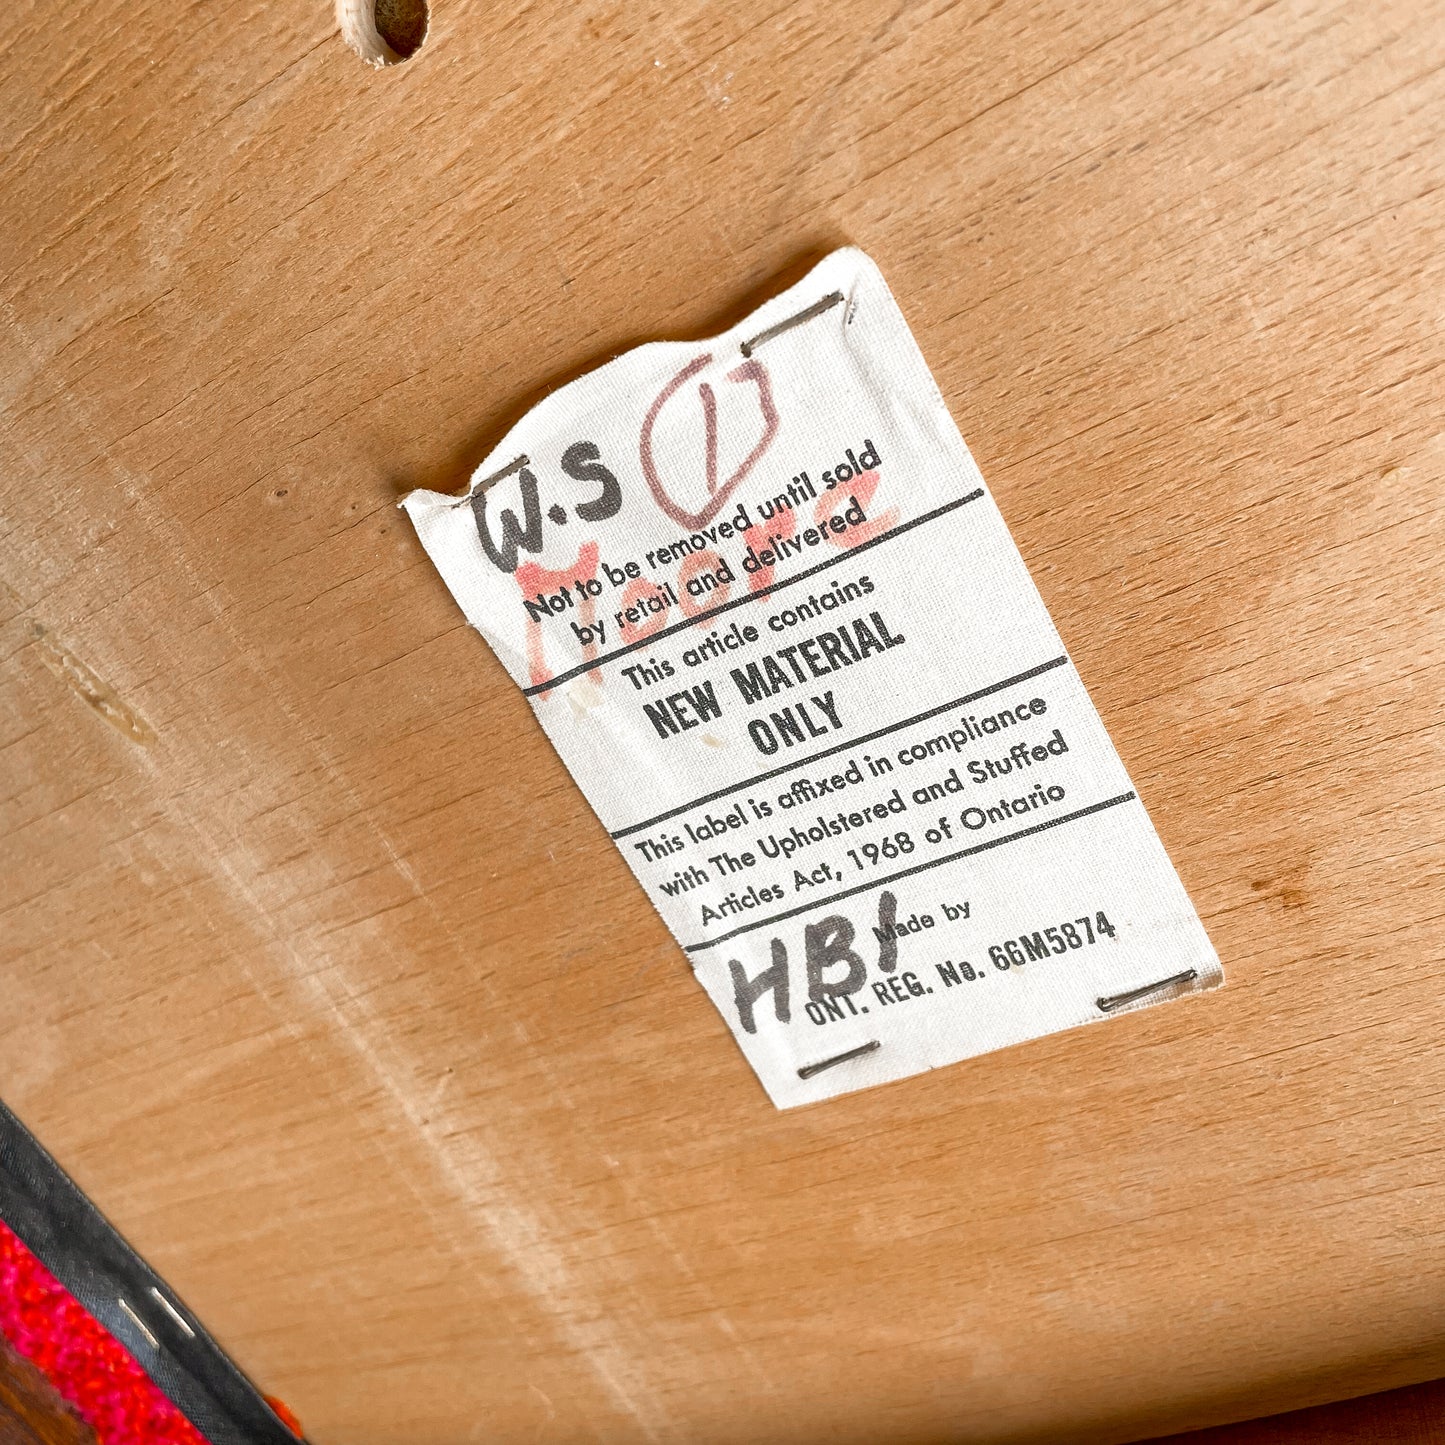 W.S 1
Moore
Not to be removed until sold
by retail and delivered
This article contains
NEW MATERIAL
ONLY
This label is affixed in compliance
with The Upholstered and Stuffed
Articles Act, 1968 of Ontario
Made by
HB1
ONT. REG. No. 66M5874